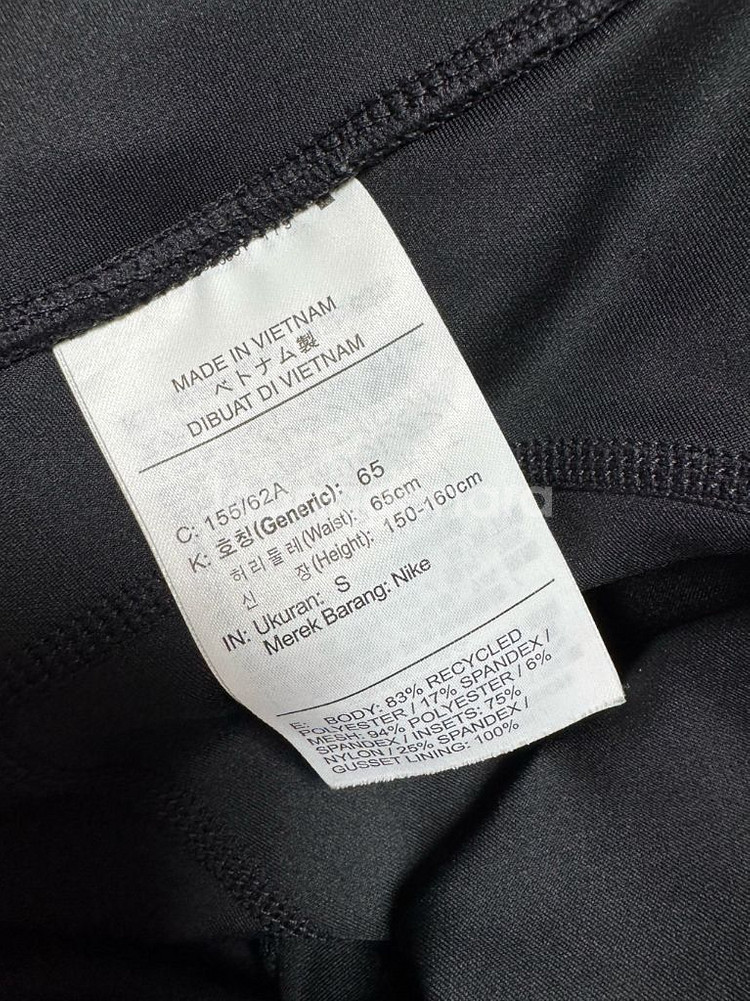 MADE IN VIETNAM
ベトナム製
DIBUAT DI VIETNAM
C: 155/62A
K: 호칭(Generic): 65
허리둘레(Waist): 65cm
신 장(Height): 150-160cm
IN: Ukuran: S
Merek Barang: Nike
E: BODY: 83% RECYCLED
POLYESTER / 17% SPANDEX /
MESH: 94% POLYESTER / 6%
SPANDEX / INSETS: 75%
NYLON / 25% SPANDEX /
GUSSET LINING: 100%